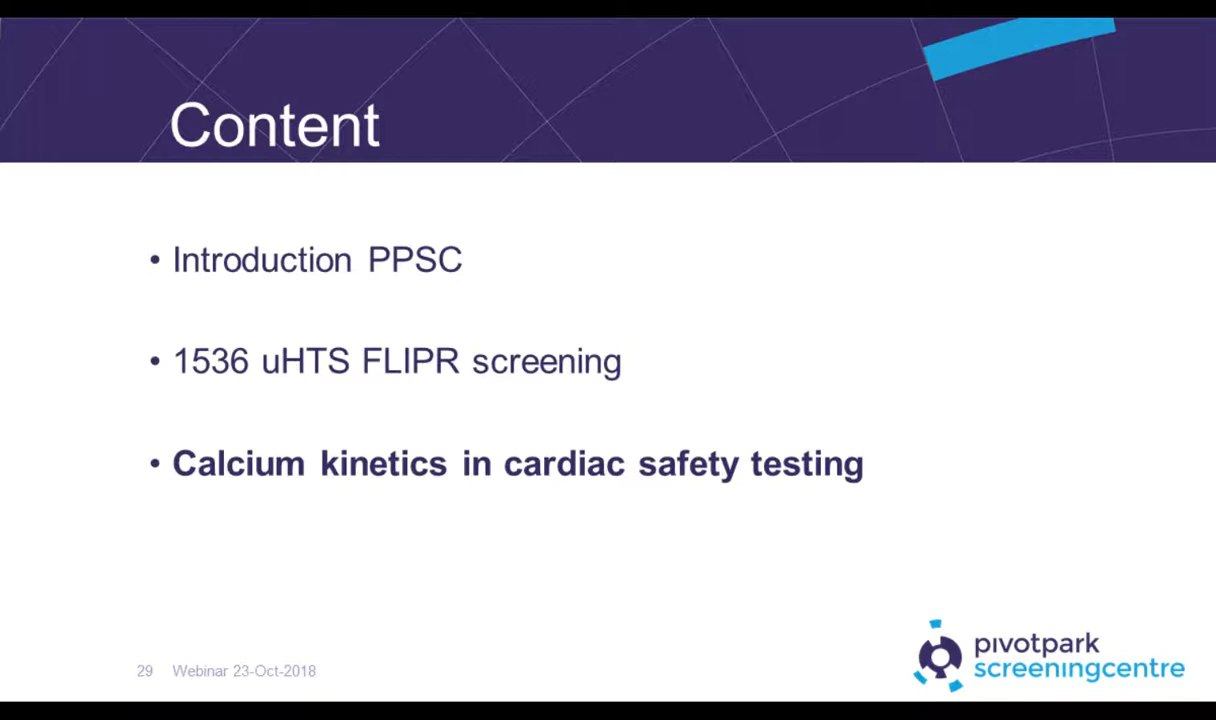 Content
• Introduction PPSC
• 1536 uHTS FLIPR screening
• Calcium kinetics in cardiac safety testing
29 Webinar 23-Oct-2018
pivotpark
screeningcentre